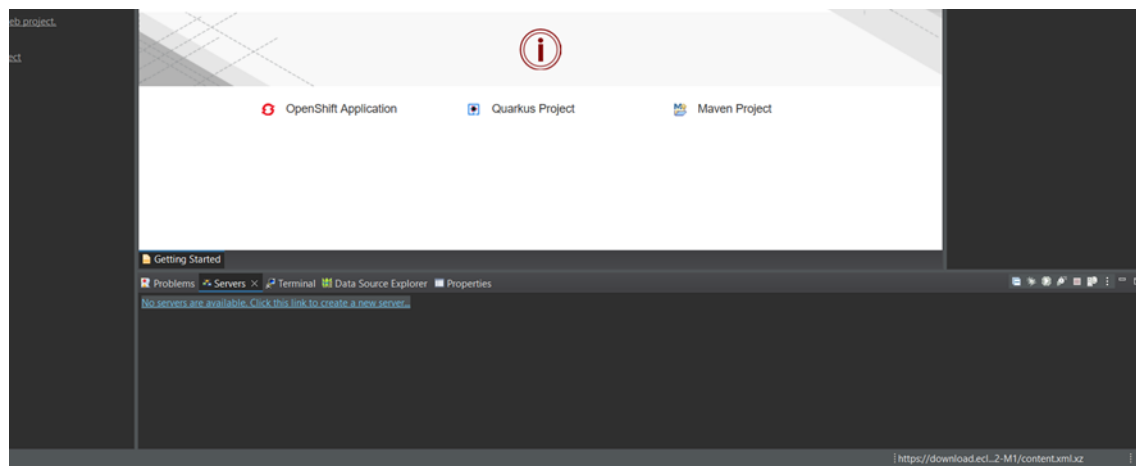 eb project.
ect
OpenShift Application
Quarkus Project
Maven Project
Getting Started
Problems Servers Terminal Data Source Explorer Properties
No servers are available. Click this link to create a new server...
https://download.ecl...2-M1/content.xml.xz